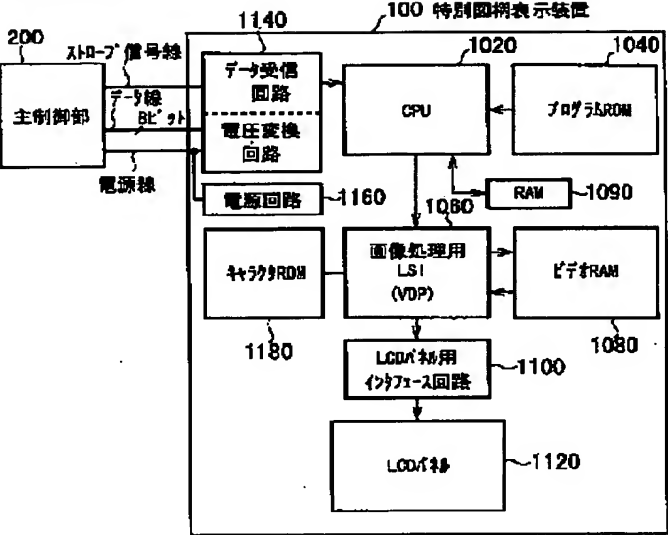 100 特別図柄表示装置
200
主制御部
ストローブ信号線
データ線
8ビット
電源線
1140
データ受信
回路
電圧変換
回路
1020
CPU
1040
プログラムROM
電源回路
1160
RAM
1090
1060
画像処理用
LSI
(VDP)
キャラクタROM
1180
ビデオRAM
1080
LCDパネル用
インタフェース回路
1100
LCDパネル
1120